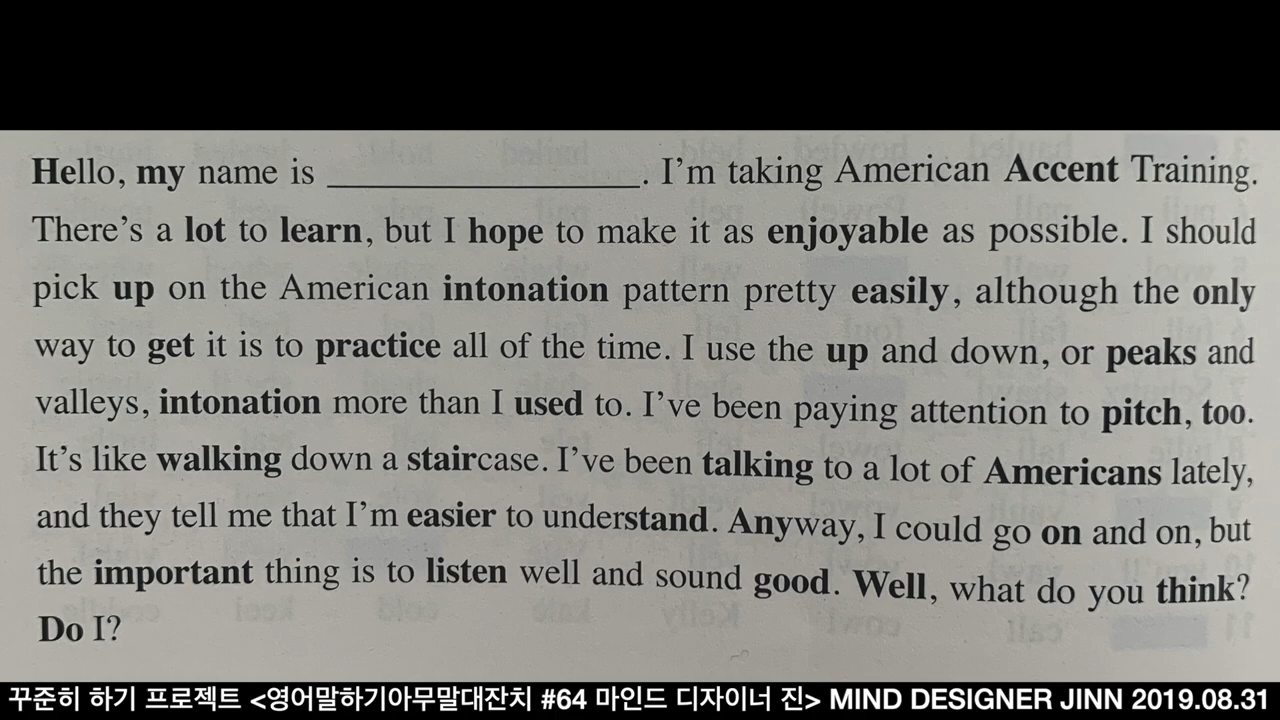 Hello, my name is ____________________. I'm taking American Accent Training.
There's a lot to learn, but I hope to make it as enjoyable as possible. I should
pick up on the American intonation pattern pretty easily, although the only
way to get it is to practice all of the time. I use the up and down, or peaks and
valleys, intonation more than I used to. I've been paying attention to pitch, too.
It's like walking down a staircase. I've been talking to a lot of Americans lately,
and they tell me that I'm easier to understand. Anyway, I could go on and on, but
the important thing is to listen well and sound good. Well, what do you think?
Do I?
꾸준히 하기 프로젝트 <영어말하기아무말대잔치 #64 마인드 디자이너 진> MIND DESIGNER JINN 2019.08.31